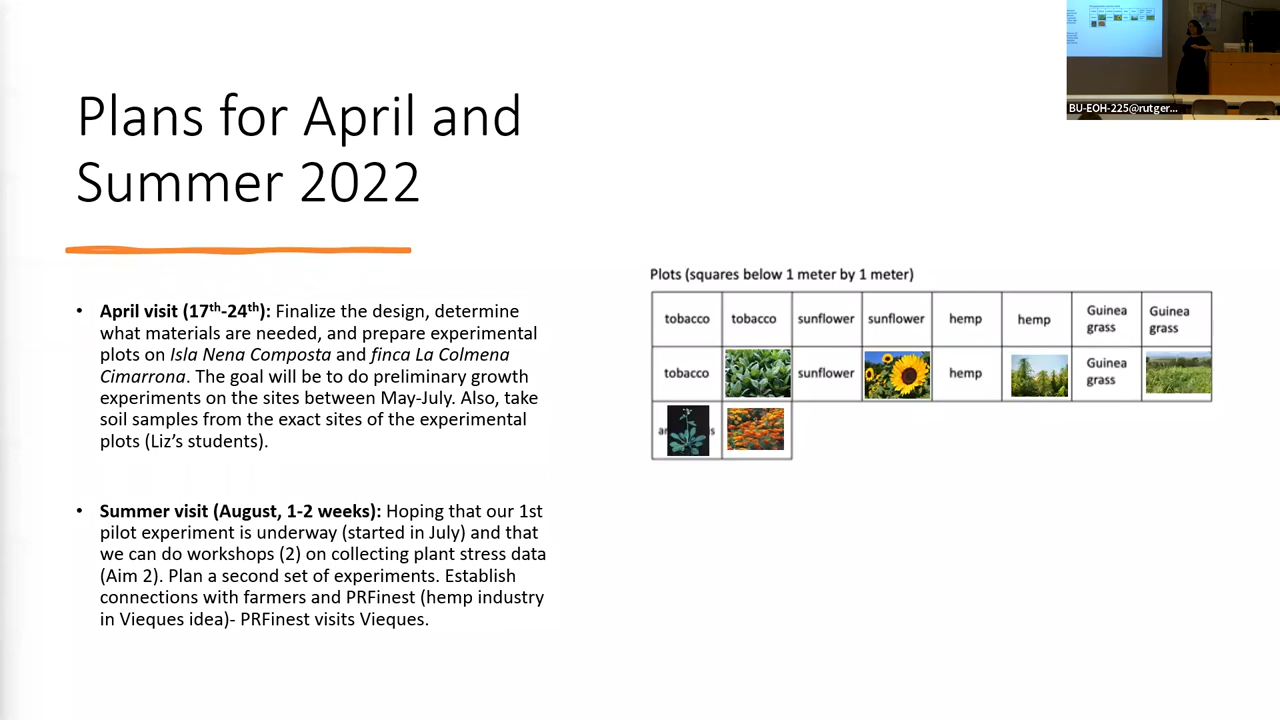 Plans for April and
Summer 2022
• April visit (17th-24th): Finalize the design, determine
what materials are needed, and prepare experimental
plots on Isla Nena Composta and finca La Colmena
Cimarrona. The goal will be to do preliminary growth
experiments on the sites between May-July. Also, take
soil samples from the exact sites of the experimental
plots (Liz's students).
• Summer visit (August, 1-2 weeks): Hoping that our 1st
pilot experiment is underway (started in July) and that
we can do workshops (2) on collecting plant stress data
(Aim 2). Plan a second set of experiments. Establish
connections with farmers and PRFinest (hemp industry
in Vieques idea)- PRFinest visits Vieques.
Plots (squares below 1 meter by 1 meter)
tobacco tobacco sunflower sunflower hemp hemp Guinea grass Guinea grass
tobacco sunflower hemp Guinea grass
BU-EOH-225@rutger...